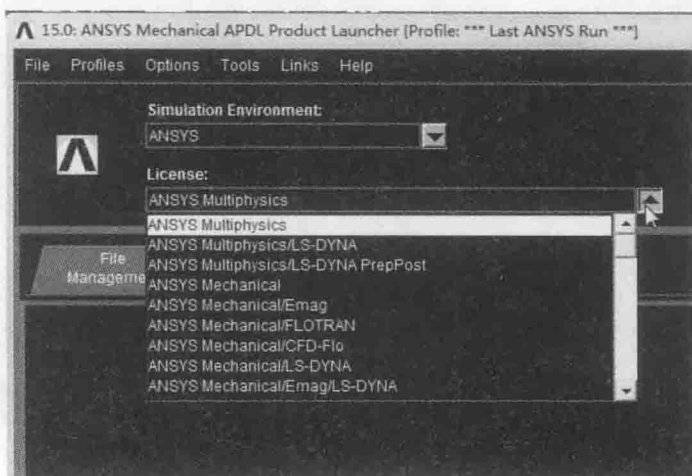 15.0: ANSYS Mechanical APDL Product Launcher [Profile: *** Last ANSYS Run ***]
File Profiles Options Tools Links Help
Simulation Environment:
ANSYS
License:
ANSYS Multiphysics
ANSYS Multiphysics
ANSYS Multiphysics/LS-DYNA
ANSYS Multiphysics/LS-DYNA PrepPost
ANSYS Mechanical
ANSYS Mechanical/Emag
ANSYS Mechanical/FLOTRAN
ANSYS Mechanical/CFD-Flo
ANSYS Mechanical/LS-DYNA
ANSYS Mechanical/Emag/LS-DYNA
File
Manageme